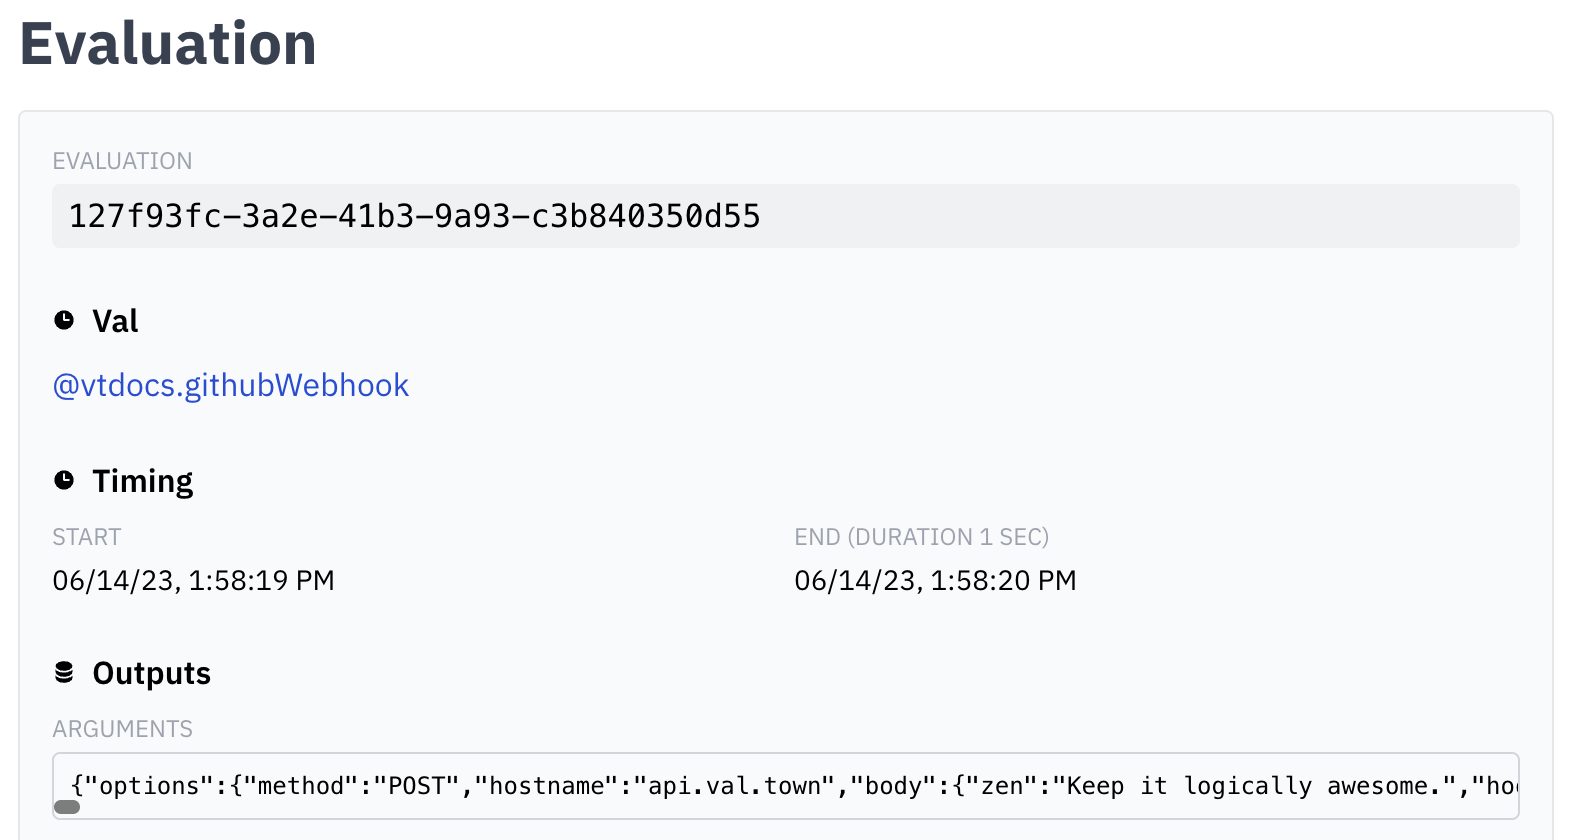 Evaluation
EVALUATION
127f93fc-3a2e-41b3-9a93-c3b840350d55
Val
@vtdocs.githubWebhook
Timing
START
END (DURATION 1 SEC)
06/14/23, 1:58:19 PM
06/14/23, 1:58:20 PM
Outputs
ARGUMENTS
{"options":{"method":"POST","hostname":"api.val.town","body":{"zen":"Keep it logically awesome.","ho